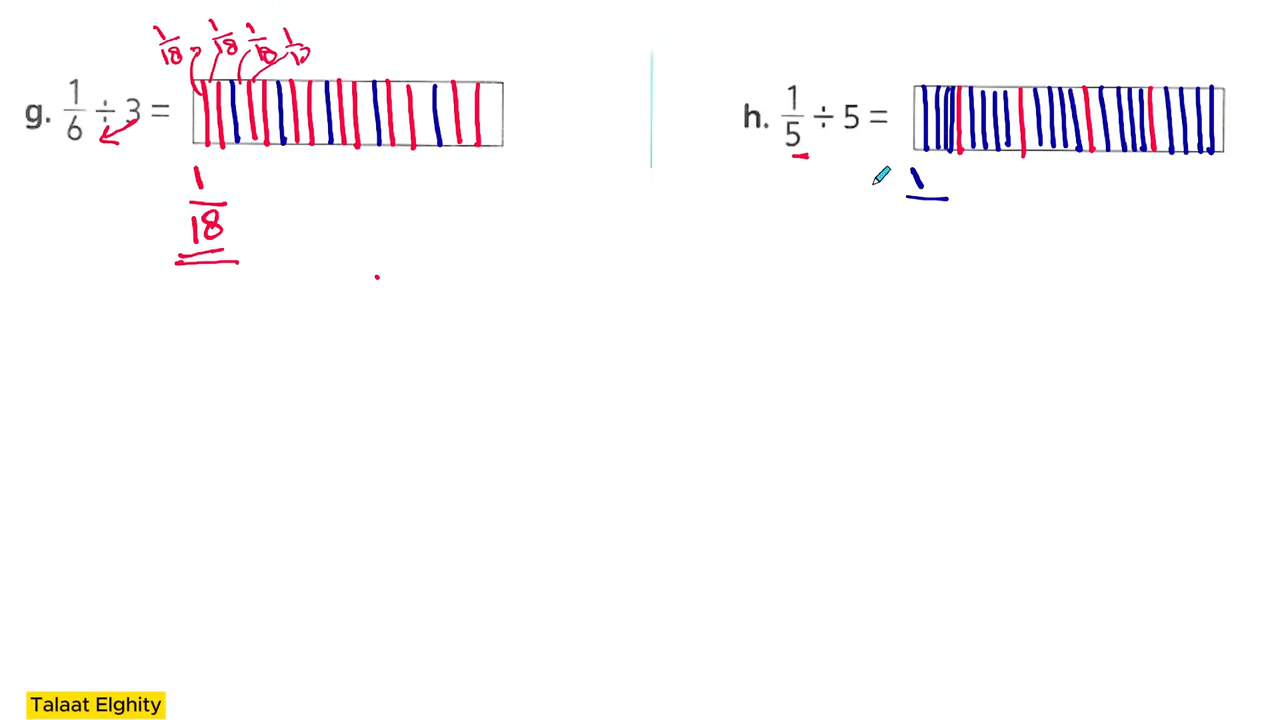 1/18 1/18 1/18 1/18
g. 1/6 ÷ 3 =
1/18
h. 1/5 ÷ 5 =
1
Talaat Elghity